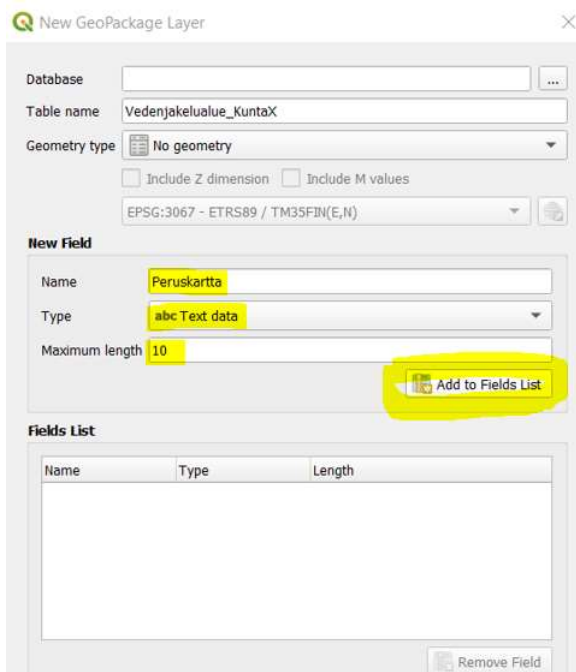 New GeoPackage Layer
Database
...
Table name Vedenjakelualue_KuntaX
Geometry type No geometry
Include Z dimension Include M values
EPSG:3067 - ETRS89 / TM35FIN(E,N)
New Field
Name Peruskartta
Type abc Text data
Maximum length 10
Add to Fields List
Fields List
Name Type Length
Remove Field